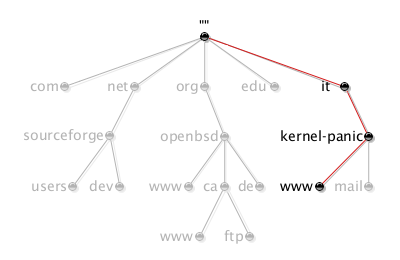 ""
com net org edu it
sourceforge openbsd kernel-panic
users dev www ca de www mail
www ftp